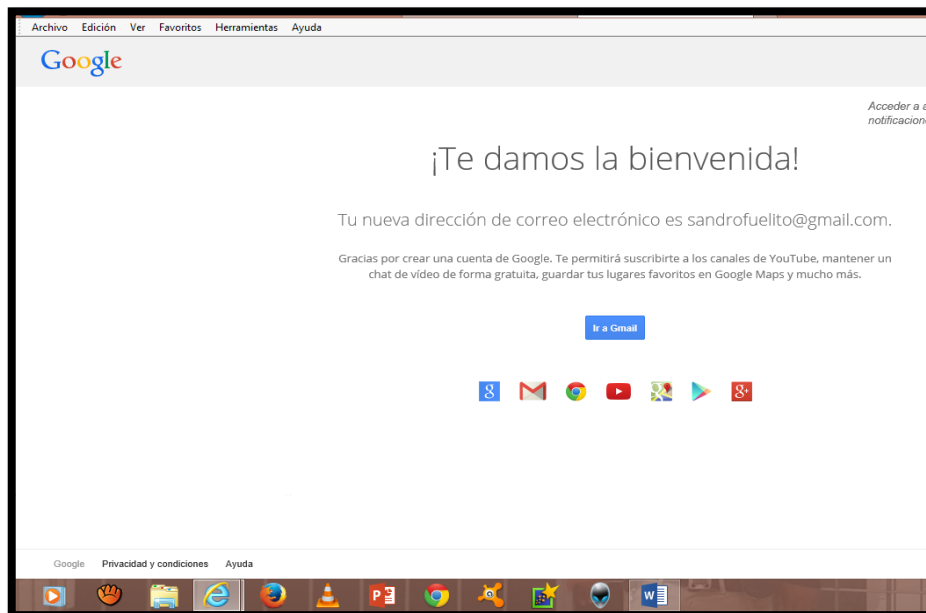 Archivo Edición Ver Favoritos Herramientas Ayuda
Google
Acceder a
notificacione
¡Te damos la bienvenida!
Tu nueva dirección de correo electrónico es sandrofuelito@gmail.com.
Gracias por crear una cuenta de Google. Te permitirá suscribirte a los canales de YouTube, mantener un
chat de vídeo de forma gratuita, guardar tus lugares favoritos en Google Maps y mucho más.
Ir a Gmail
Google Privacidad y condiciones Ayuda